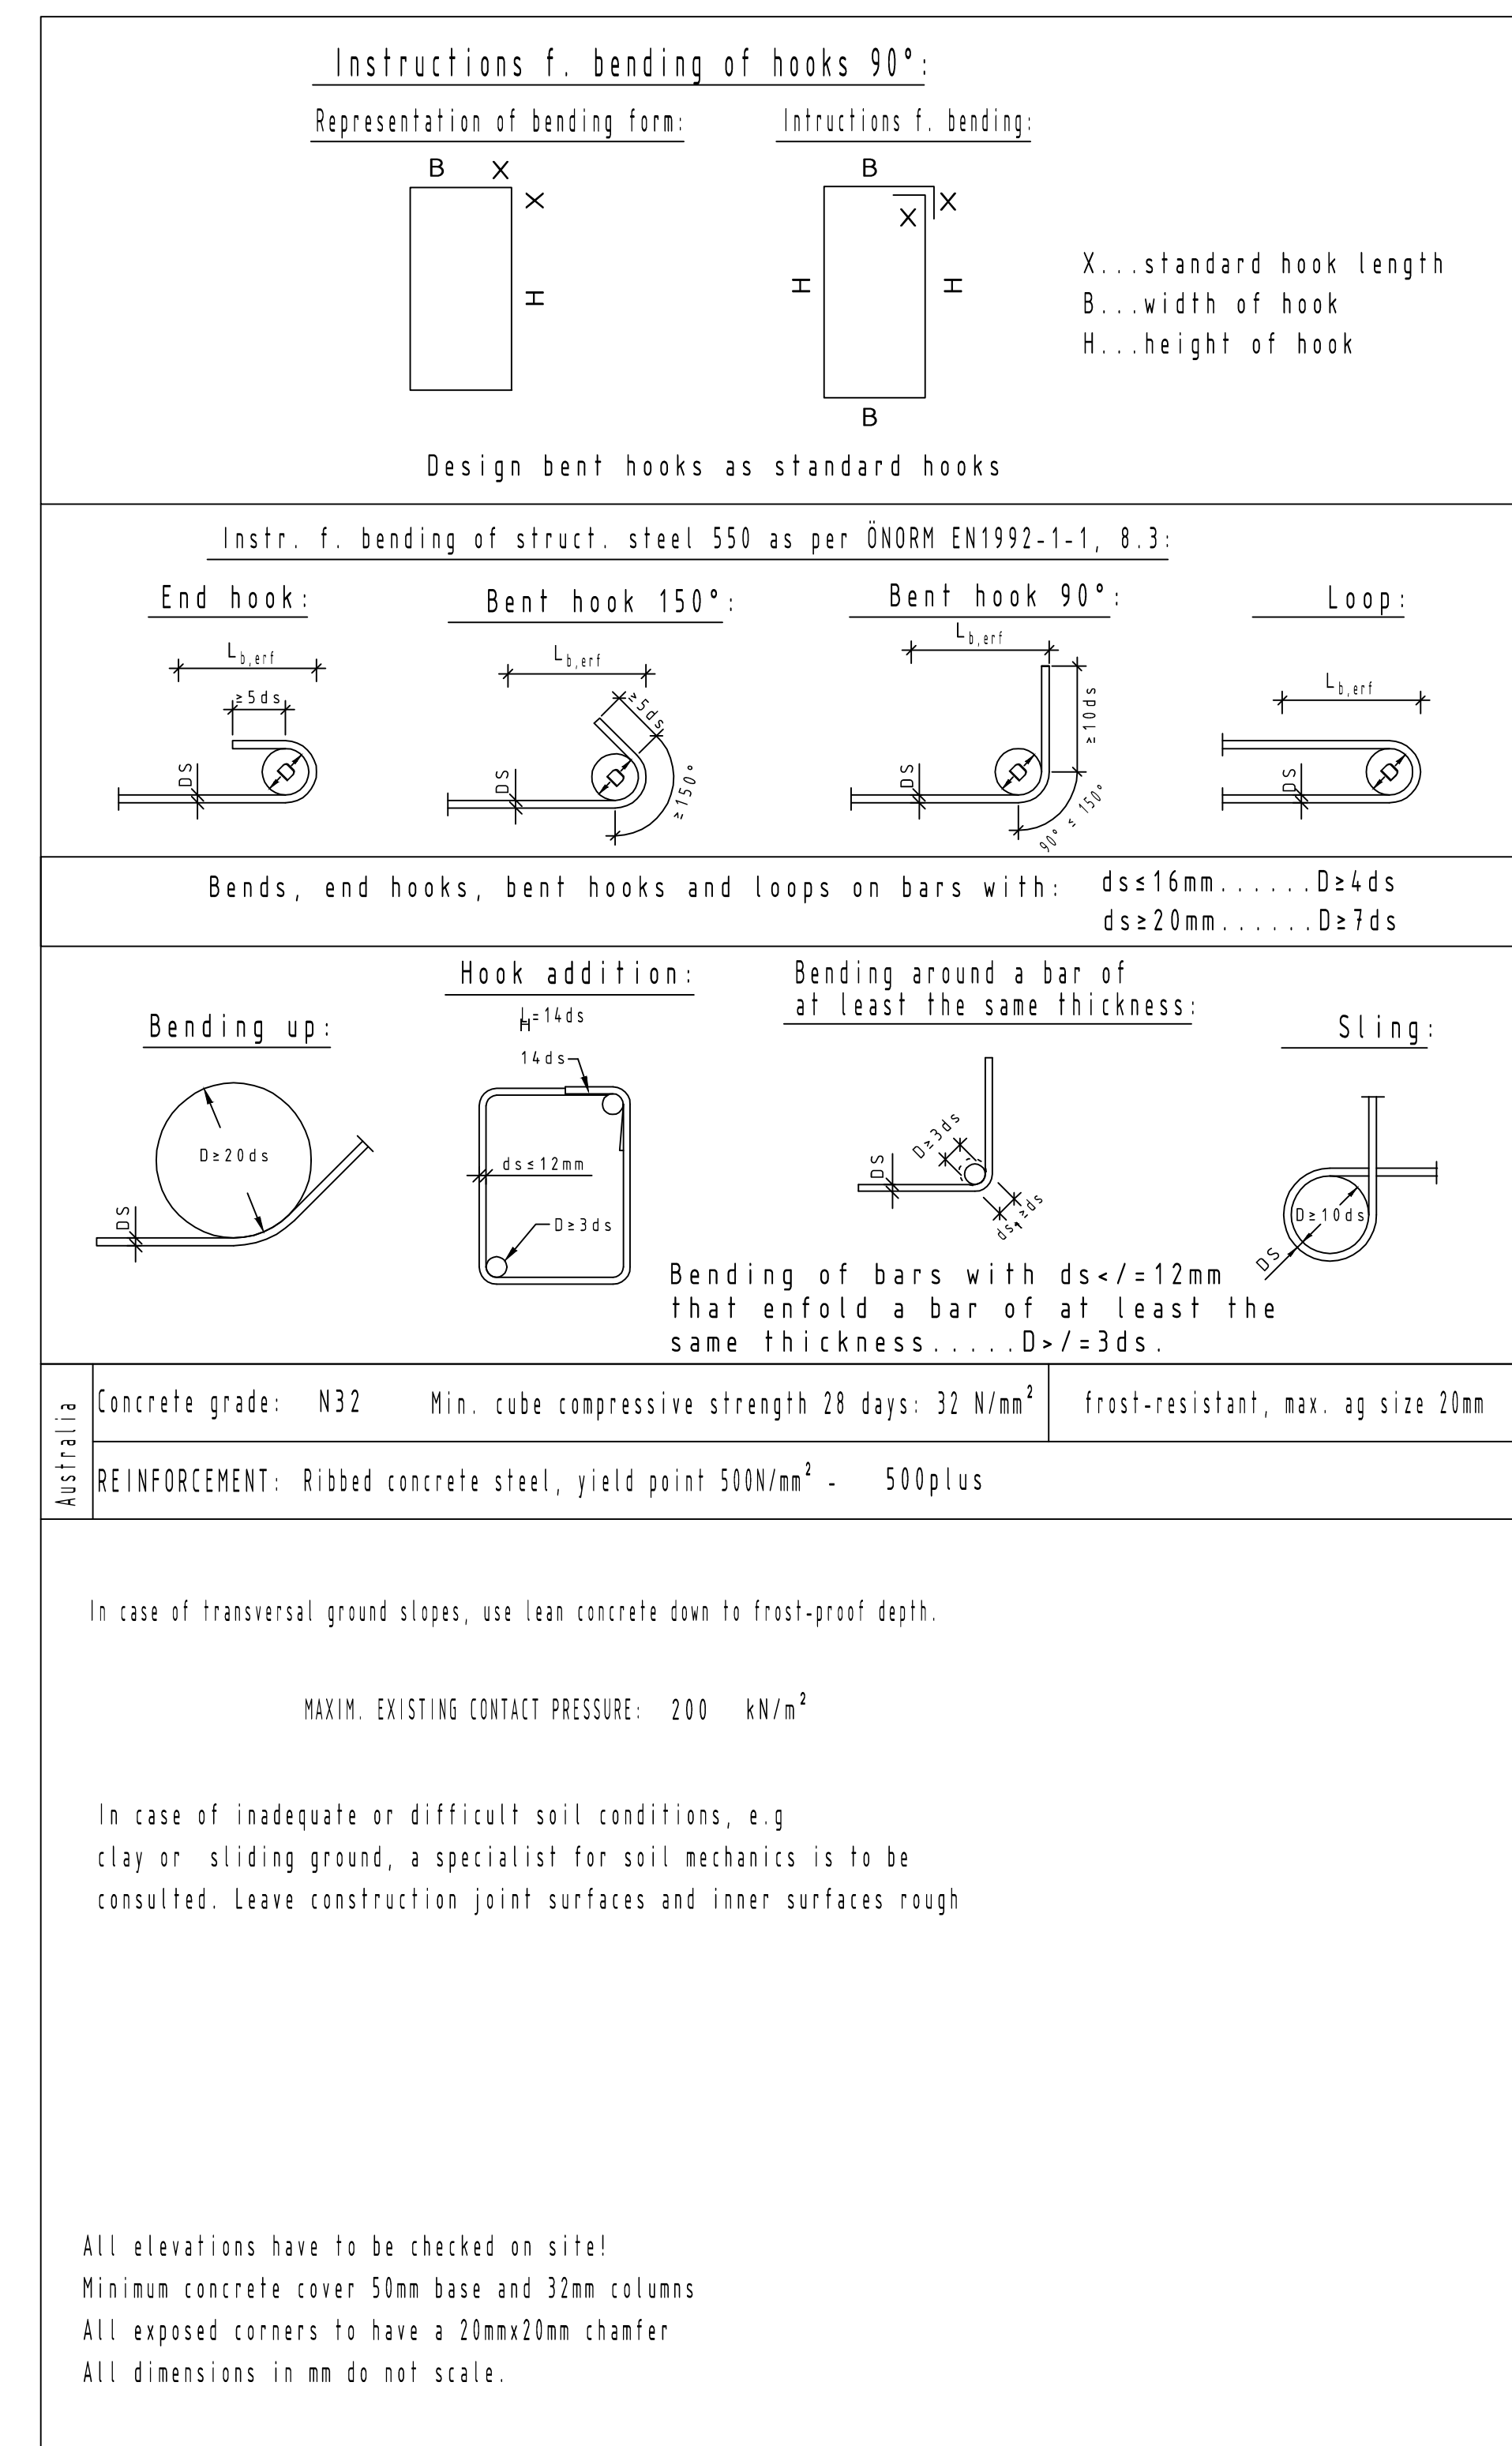 Instructions f. bending of hooks 90°:
Representation of bending form:
Intructions f. bending:
B
X
X
H
B
X
X
H
H
B
X...standard hook length
B...width of hook
H...height of hook
Design bent hooks as standard hooks
Instr. f. bending of struct. steel 550 as per ÖNORM EN1992-1-1, 8.3:
End hook:
Lb,erf
≥5ds
DS
D
Bent hook 150°:
Lb,erf
≥5ds
DS
D
≥150°
Bent hook 90°:
Lb,erf
≥10ds
DS
D
90° ≤ 150°
Loop:
Lb,erf
DS
D
Bends, end hooks, bent hooks and loops on bars with:
ds≤16mm......D≥4ds
ds≥20mm......D≥7ds
Bending up:
D≥20ds
DS
Hook addition:
LH=14ds
14ds
ds≤12mm
D≥3ds
Bending around a bar of
at least the same thickness:
D≥3ds
DS
ds1≥ds
Sling:
D≥10ds
DS
Bending of bars with ds</=12mm
that enfold a bar of at least the
same thickness.....D>/=3ds.
Australia
Concrete grade: N32 Min. cube compressive strength 28 days: 32 N/mm²
frost-resistant, max. ag size 20mm
REINFORCEMENT: Ribbed concrete steel, yield point 500N/mm² - 500plus
In case of transversal ground slopes, use lean concrete down to frost-proof depth.
MAXIM. EXISTING CONTACT PRESSURE: 200 kN/m²
In case of inadequate or difficult soil conditions, e.g
clay or sliding ground, a specialist for soil mechanics is to be
consulted. Leave construction joint surfaces and inner surfaces rough
All elevations have to be checked on site!
Minimum concrete cover 50mm base and 32mm columns
All exposed corners to have a 20mmx20mm chamfer
All dimensions in mm do not scale.